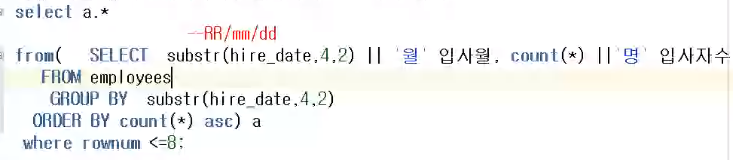 select a.*
--RR/mm/dd
from( SELECT substr(hire_date,4,2) || '월' 입사월, count(*) ||'명' 입사자수
FROM employees
GROUP BY substr(hire_date,4,2)
ORDER BY count(*) asc) a
where rownum <=8;